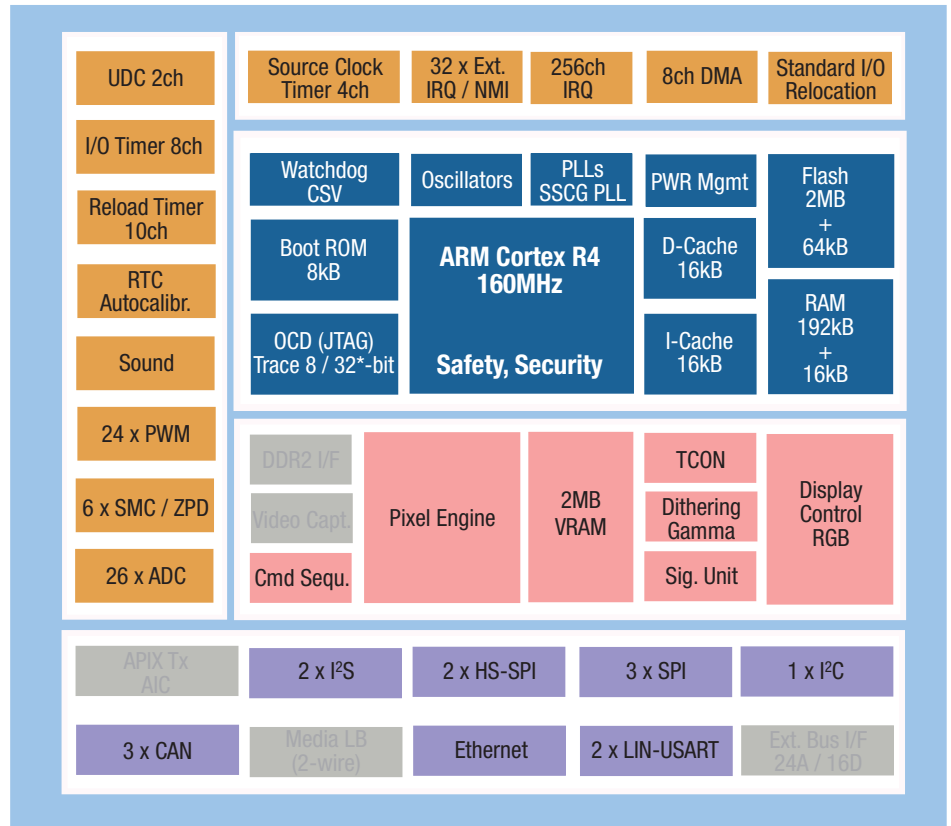 UDC 2ch
I/O Timer 8ch
Reload Timer
10ch
RTC
Autocalibr.
Sound
24 x PWM
6 x SMC / ZPD
26 x ADC
Source Clock
Timer 4ch
32 x Ext.
IRQ / NMI
256ch
IRQ
8ch DMA
Standard I/O
Relocation
Watchdog
CSV
Oscillators
PLLs
SSCG PLL
PWR Mgmt
Flash
2MB
+
64kB
Boot ROM
8kB
ARM Cortex R4
160MHz
Safety, Security
D-Cache
16kB
OCD (JTAG)
Trace 8 / 32*-bit
I-Cache
16kB
RAM
192kB
+
16kB
DDR2 I/F
Video Capt.
Cmd Sequ.
Pixel Engine
2MB
VRAM
TCON
Dithering
Gamma
Sig. Unit
Display
Control
RGB
APIX Tx
AIC
2 x I²S
2 x HS-SPI
3 x SPI
1 x I²C
3 x CAN
Media LB
(2-wire)
Ethernet
2 x LIN-USART
Ext. Bus I/F
24A / 16D